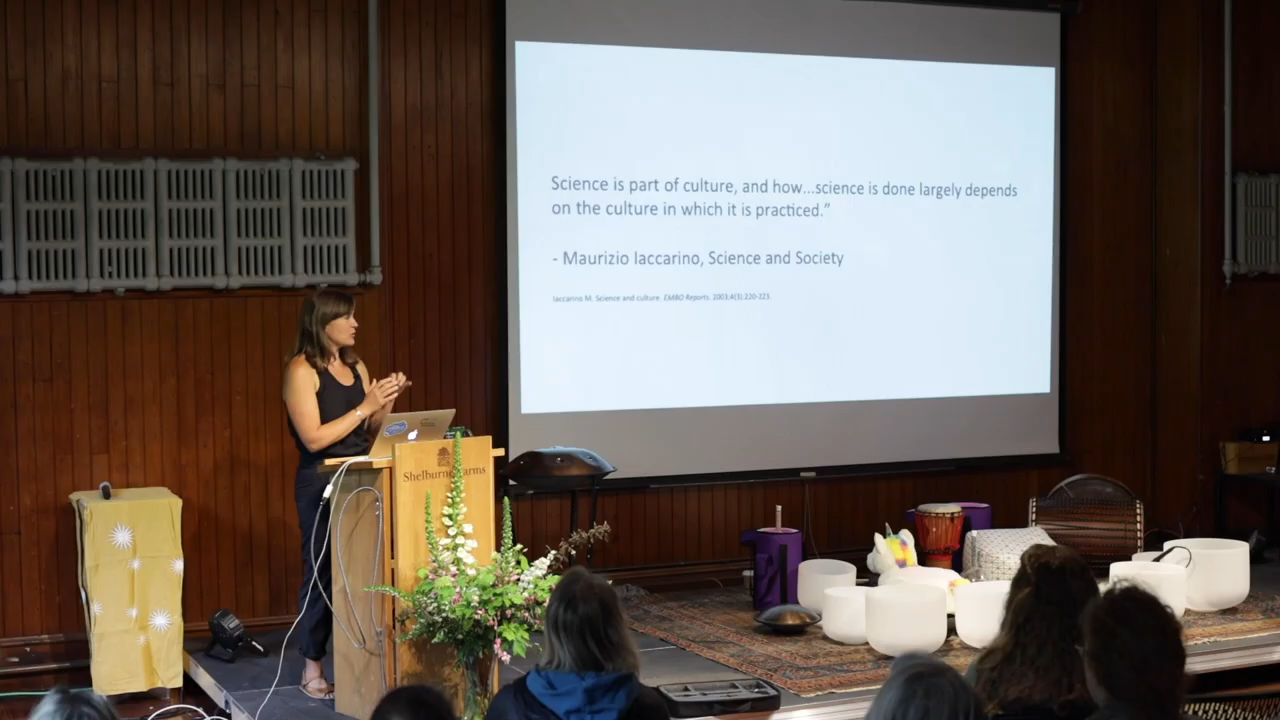 Science is part of culture, and how...science is done largely depends
on the culture in which it is practiced.”
- Maurizio Iaccarino, Science and Society
Iaccarino M. Science and culture. EMBO Reports. 2003;4(3):220-223.
Shelburne Farms